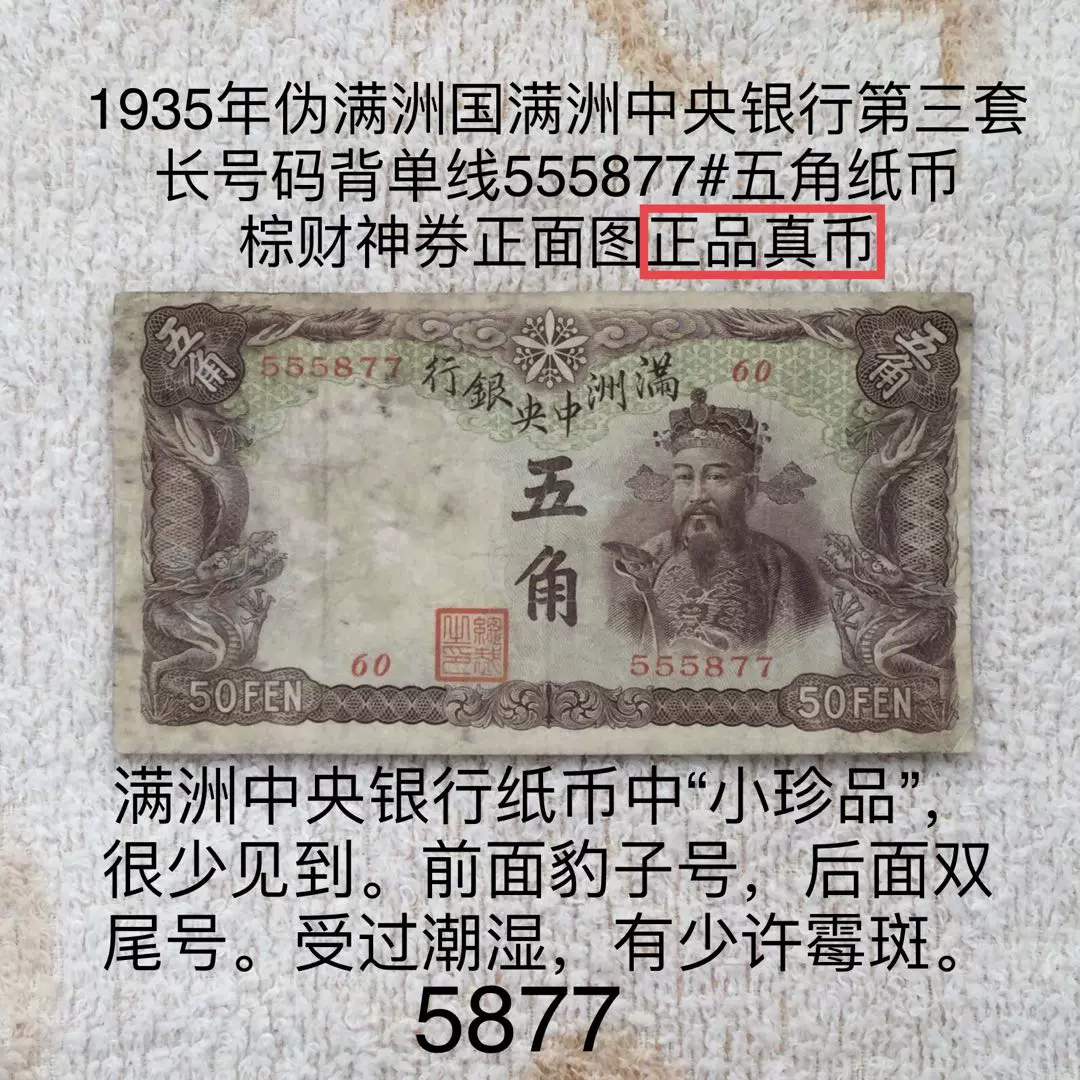 1935年伪满洲国满洲中央银行第三套
长号码背单线555877#五角纸币
棕财神券正面图正品真币
五角
五角
555877
60
行銀央中洲滿
五角
60
555877
50 FEN
50 FEN
满洲中央银行纸币中“小珍品”，
很少见到。前面豹子号，后面双
尾号。受过潮湿，有少许霉斑。
5877